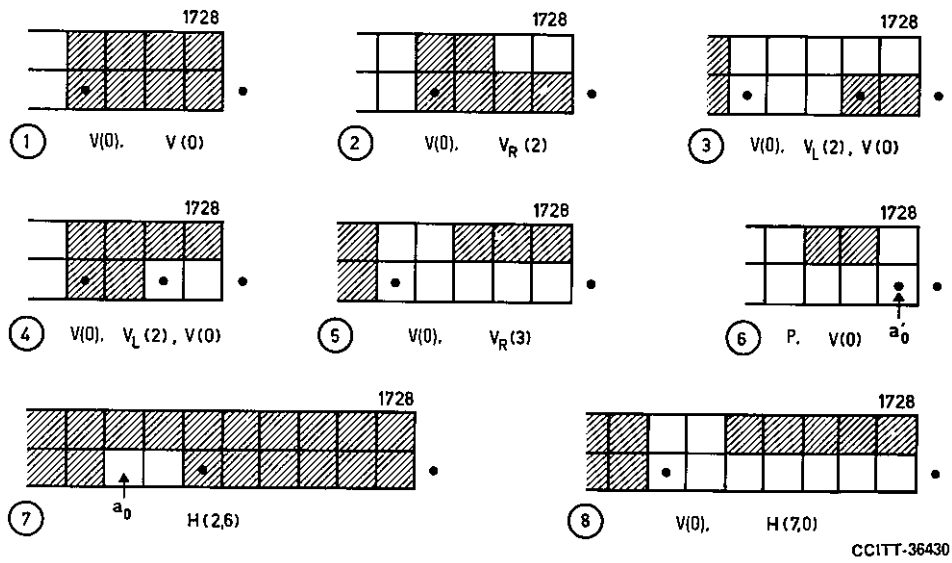 1728
1728
1728
1 V(0). V(0)
2 V(0). V_R(2)
3 V(0). V_L(2), V(0)
1728
1728
1728
4 V(0). V_L(2), V(0)
5 V(0). V_R(3)
6 P. V(0) a'_0
1728
1728
a_0
7 H(2,6)
8 V(0). H(7,0)
CCITT-36430